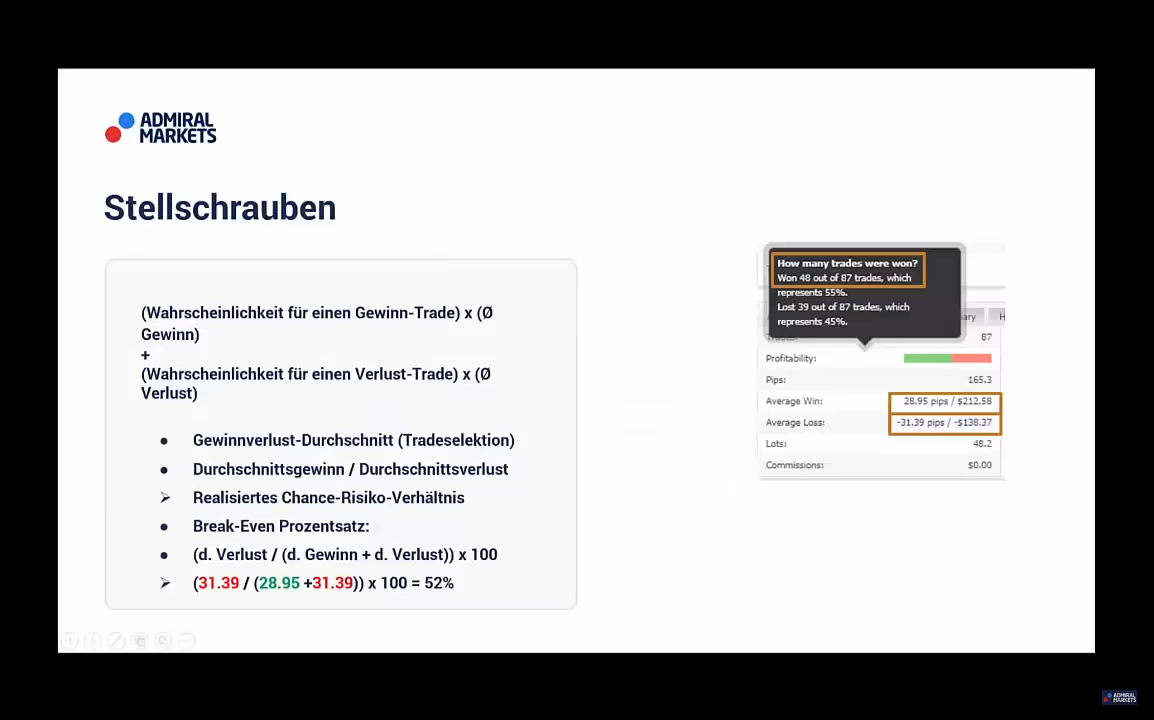 ADMIRAL
MARKETS
Stellschrauben
(Wahrscheinlichkeit für einen Gewinn-Trade) x (Ø
Gewinn)
+
(Wahrscheinlichkeit für einen Verlust-Trade) x (Ø
Verlust)
● Gewinnverlust-Durchschnitt (Tradeselektion)
● Durchschnittsgewinn / Durchschnittsverlust
➢ Realisiertes Chance-Risiko-Verhältnis
● Break-Even Prozentsatz:
● (d. Verlust / (d. Gewinn + d. Verlust)) x 100
➢ (31.39 / (28.95 +31.39)) x 100 = 52%
How many trades were won?
Won 48 out of 87 trades, which
represents 55%.
Lost 39 out of 87 trades, which
represents 45%.
ary H
87
Profitability:
Pips: 165.3
Average Win: 28.95 pips / $212.58
Average Loss: -31.39 pips / -$138.37
Lots: 48.2
Commissions: $0.00
ADMIRAL
MARKETS